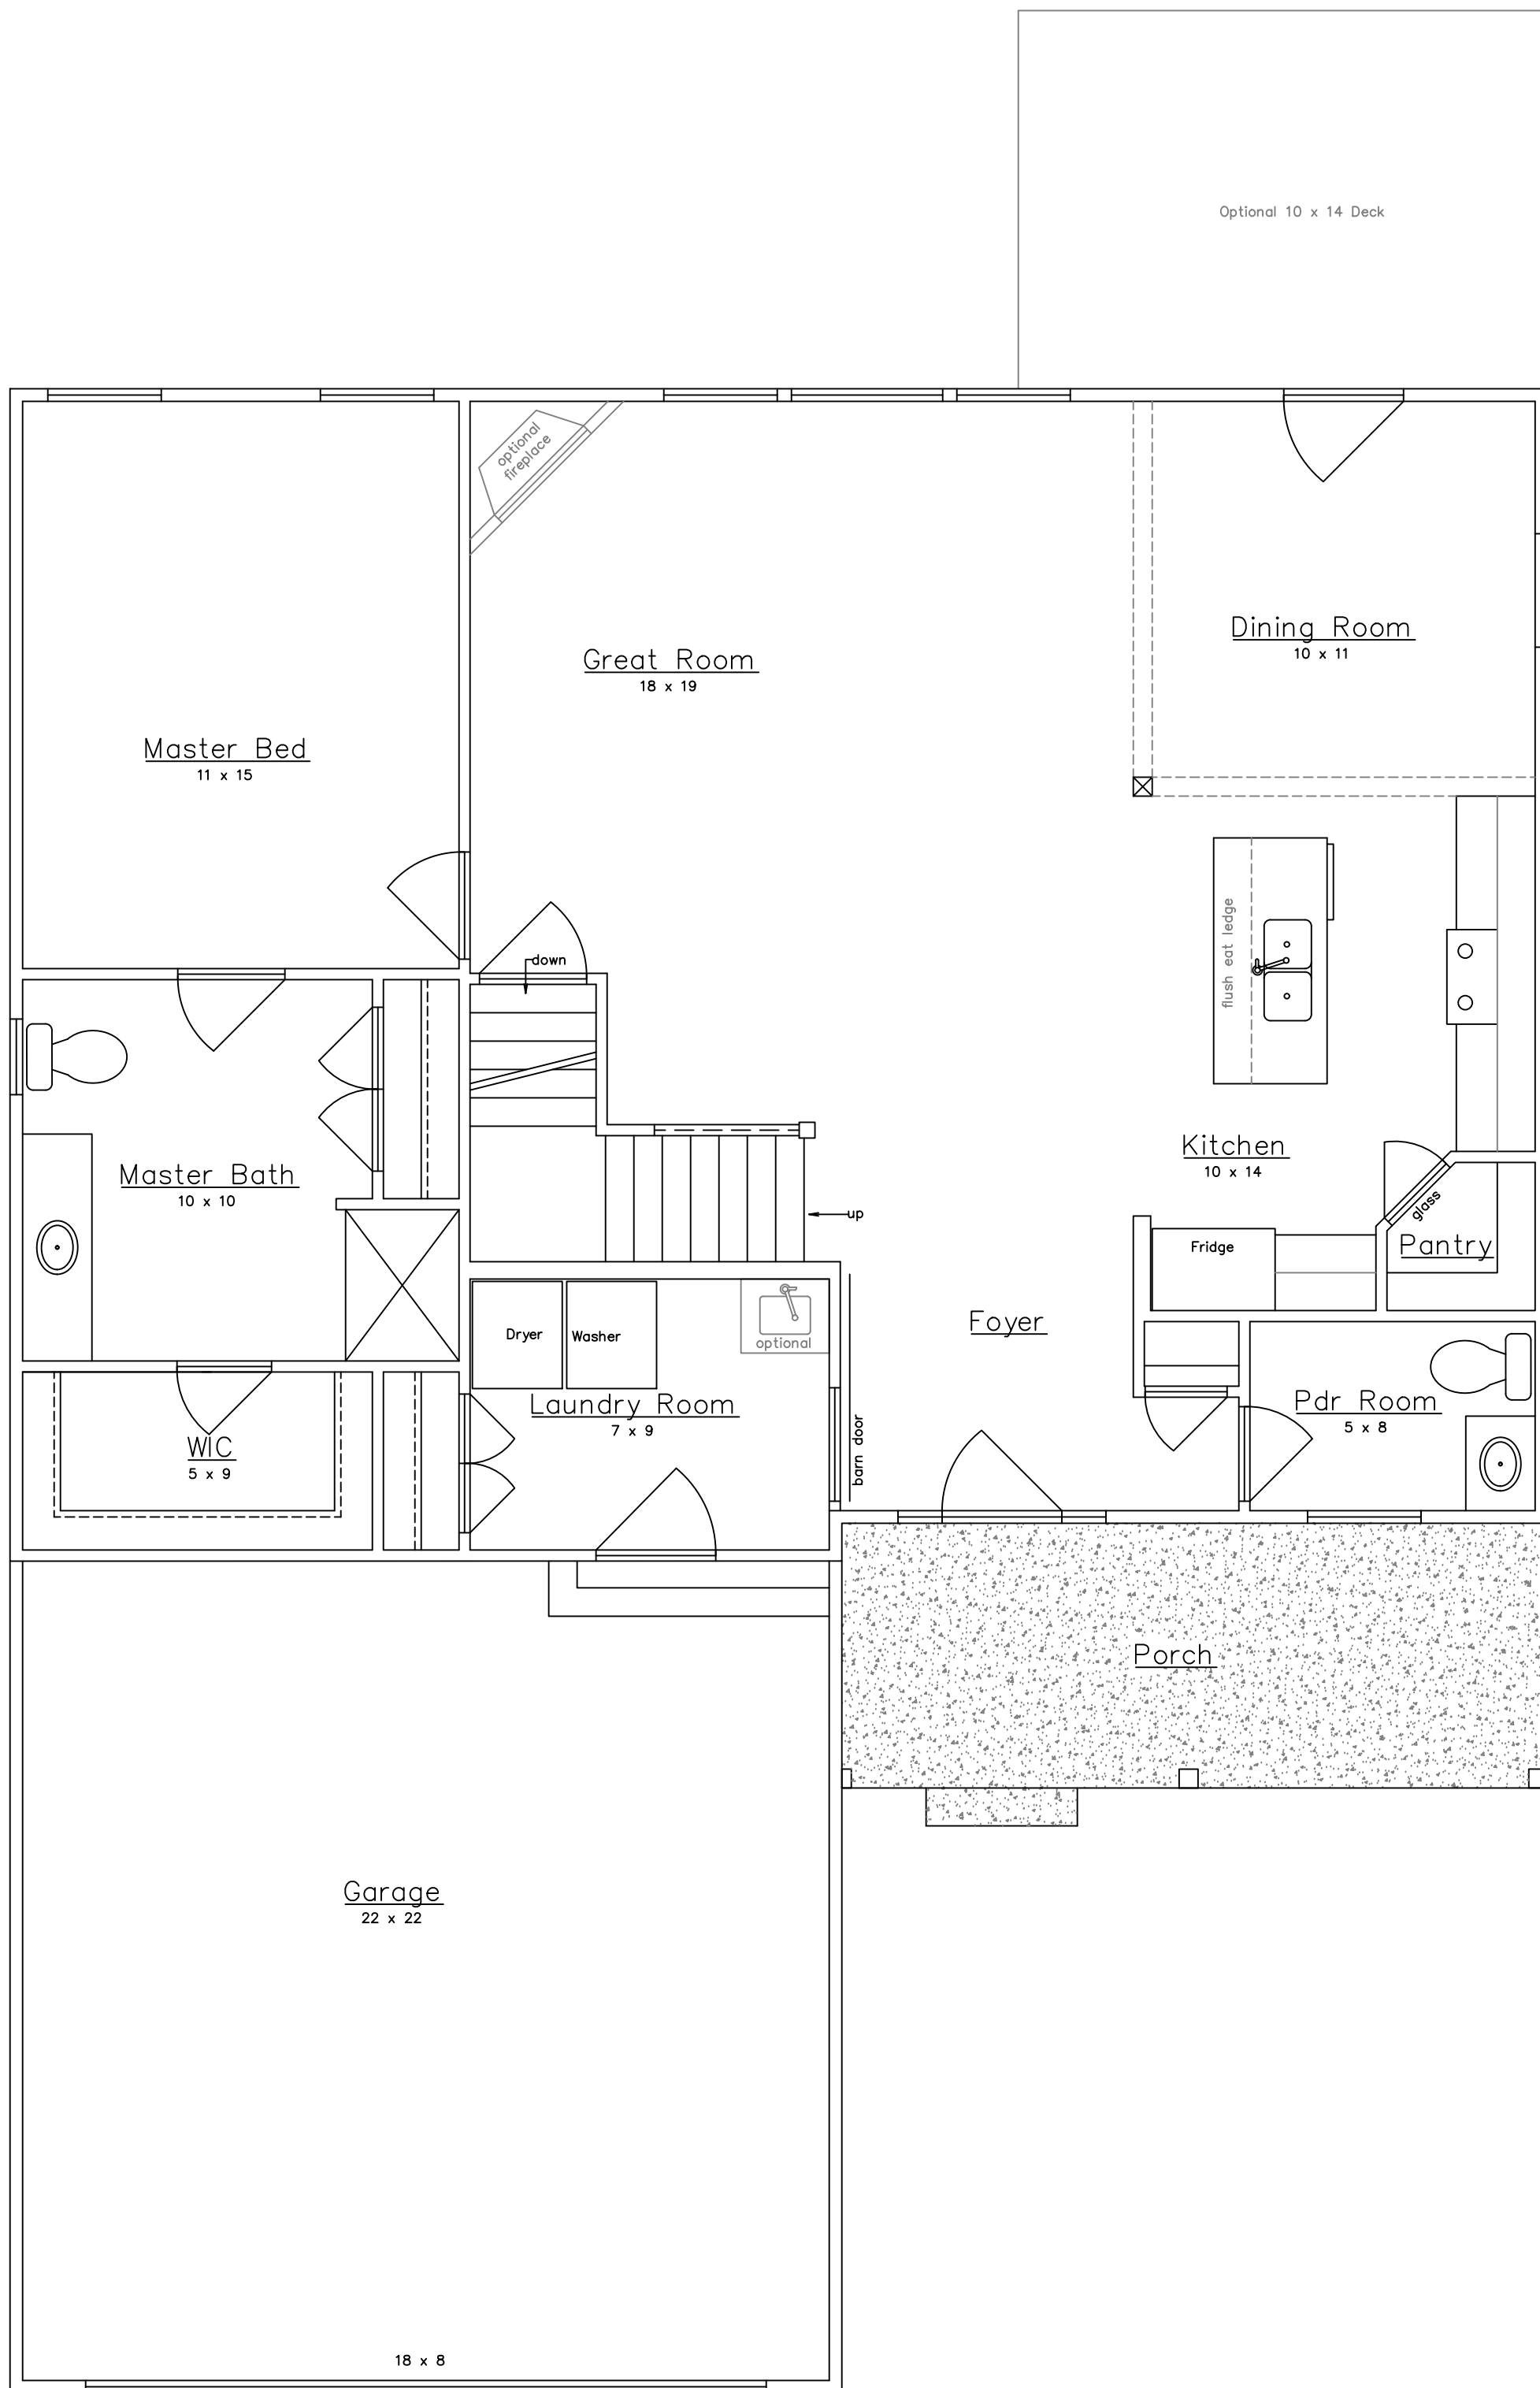 Optional 10 x 14 Deck
optional
fireplace
Dining Room
10 x 11
Great Room
18 x 19
Master Bed
11 x 15
flush eat ledge
down
Kitchen
10 x 14
Master Bath
10 x 10
glass
up
Pantry
Fridge
Foyer
Dryer
Washer
optional
Laundry Room
7 x 9
Pdr Room
5 x 8
barn door
WIC
5 x 9
Porch
Garage
22 x 22
18 x 8